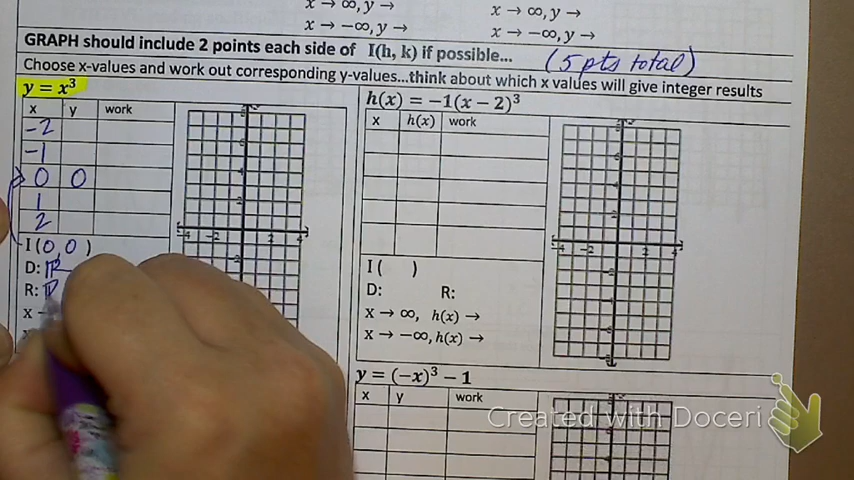 x → ∞, y → x → ∞, y →
x → −∞, y → x → −∞, y →
GRAPH should include 2 points each side of I(h, k) if possible... (5 pts total)
Choose x-values and work out corresponding y-values...think about which x values will give integer results
y = x³
x y work
-2
-1
0 0
1
2
I(0,0)
D: ℝ
R: ℝ
x
h(x) = −1(x − 2)³
x h(x) work
I( )
D: R:
x → ∞, h(x) →
x → −∞, h(x) →
y = (−x)³ − 1
x y work
Created with Doceri